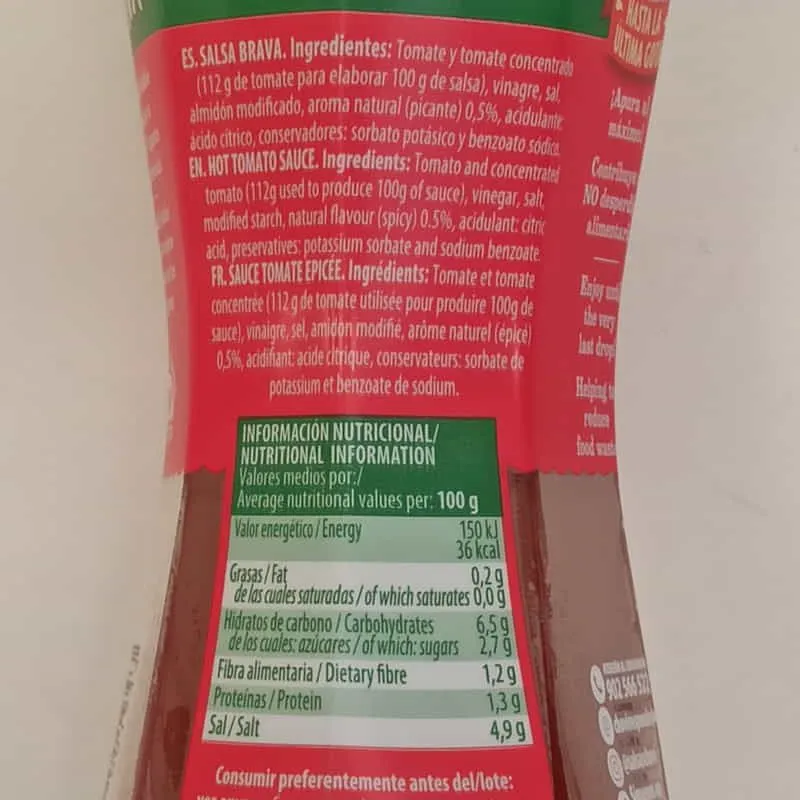 HASTA LA
ÚLTIMA GOTA
ES. SALSA BRAVA. Ingredientes: Tomate y tomate concentrado
(112 g de tomate para elaborar 100 g de salsa), vinagre, sal,
almidón modificado, aroma natural (picante) 0,5%, acidulante:
ácido cítrico, conservadores: sorbato potásico y benzoato sódico.
EN. HOT TOMATO SAUCE. Ingredients: Tomato and concentrated
tomato (112g used to produce 100g of sauce), vinegar, salt,
modified starch, natural flavour (spicy) 0.5%, acidulant: citric
acid, preservatives: potassium sorbate and sodium benzoate.
FR. SAUCE TOMATE EPICÉE. Ingrédients: Tomate et tomate
concentrée (112 g de tomate utilisée pour produire 100g de
sauce), vinaigre, sel, amidon modifié, arôme naturel (épicé)
0,5%, acidifiant: acide citrique, conservateurs: sorbate de
potassium et benzoate de sodium.
¡Apura al
máximo!
Contribuye
NO
Enjoy until
the very
last drop!
Helping to
reduce
food waste
INFORMACIÓN NUTRICIONAL/
NUTRITIONAL INFORMATION
Valores medios por:/
Average nutritional values per: 100 g
Valor energético / Energy 150 kJ
36 kcal
Grasas / Fat 0,2 g
de las cuales saturadas / of which saturates 0,0 g
Hidratos de carbono / Carbohydrates 6,5 g
de los cuales: azúcares / of which: sugars 2,7 g
Fibra alimentaria / Dietary fibre 1,2 g
Proteínas / Protein 1,3 g
Sal / Salt 4,9 g
Consumir preferentemente antes del/lote:
902 566 522